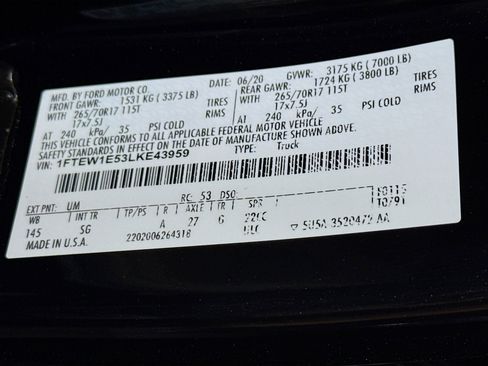 MFD. BY FORD MOTOR CO. DATE: 06/20 GVWR: 3175 KG ( 7000 LB)
FRONT GAWR: 1531 KG ( 3375 LB) REAR GAWR: 1724 KG ( 3800 LB)
WITH 265/70R17 115T TIRES WITH 265/70R17 115T TIRES
17x7.5J RIMS 17x7.5J RIMS
AT 240 kPa/ 35 PSI COLD AT 240 kPa/ 35 PSI COLD
THIS VEHICLE CONFORMS TO ALL APPLICABLE FEDERAL MOTOR VEHICLE
SAFETY STANDARDS IN EFFECT ON THE DATE OF MANUFACTURE SHOWN ABOVE.
VIN: 1FTEW1E53LKE43959 TYPE: Truck
EXT PNT: UM RC: 53 DSO:
WB INT TR TP/PS R AXLE TR SPR
145 SG A 27 G
MADE IN U.S.A. 2202006264318 5U5A 3520472 AA